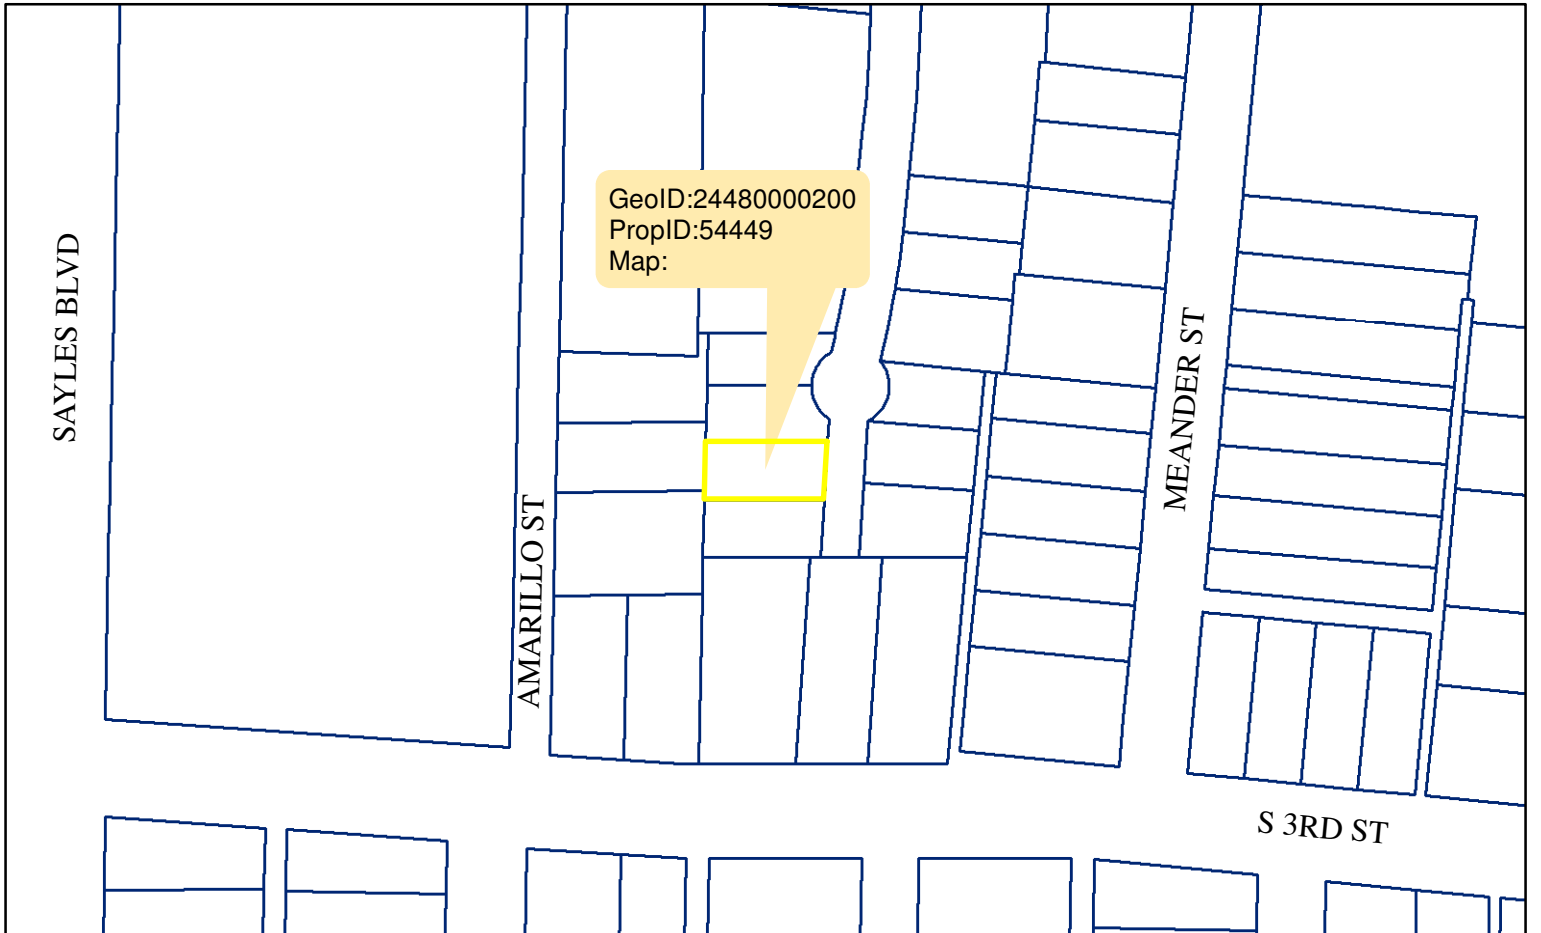 GeoID:24480000200
PropID:54449
Map:
SAYLES BLVD
AMARILLO ST
MEANDER ST
S 3RD ST